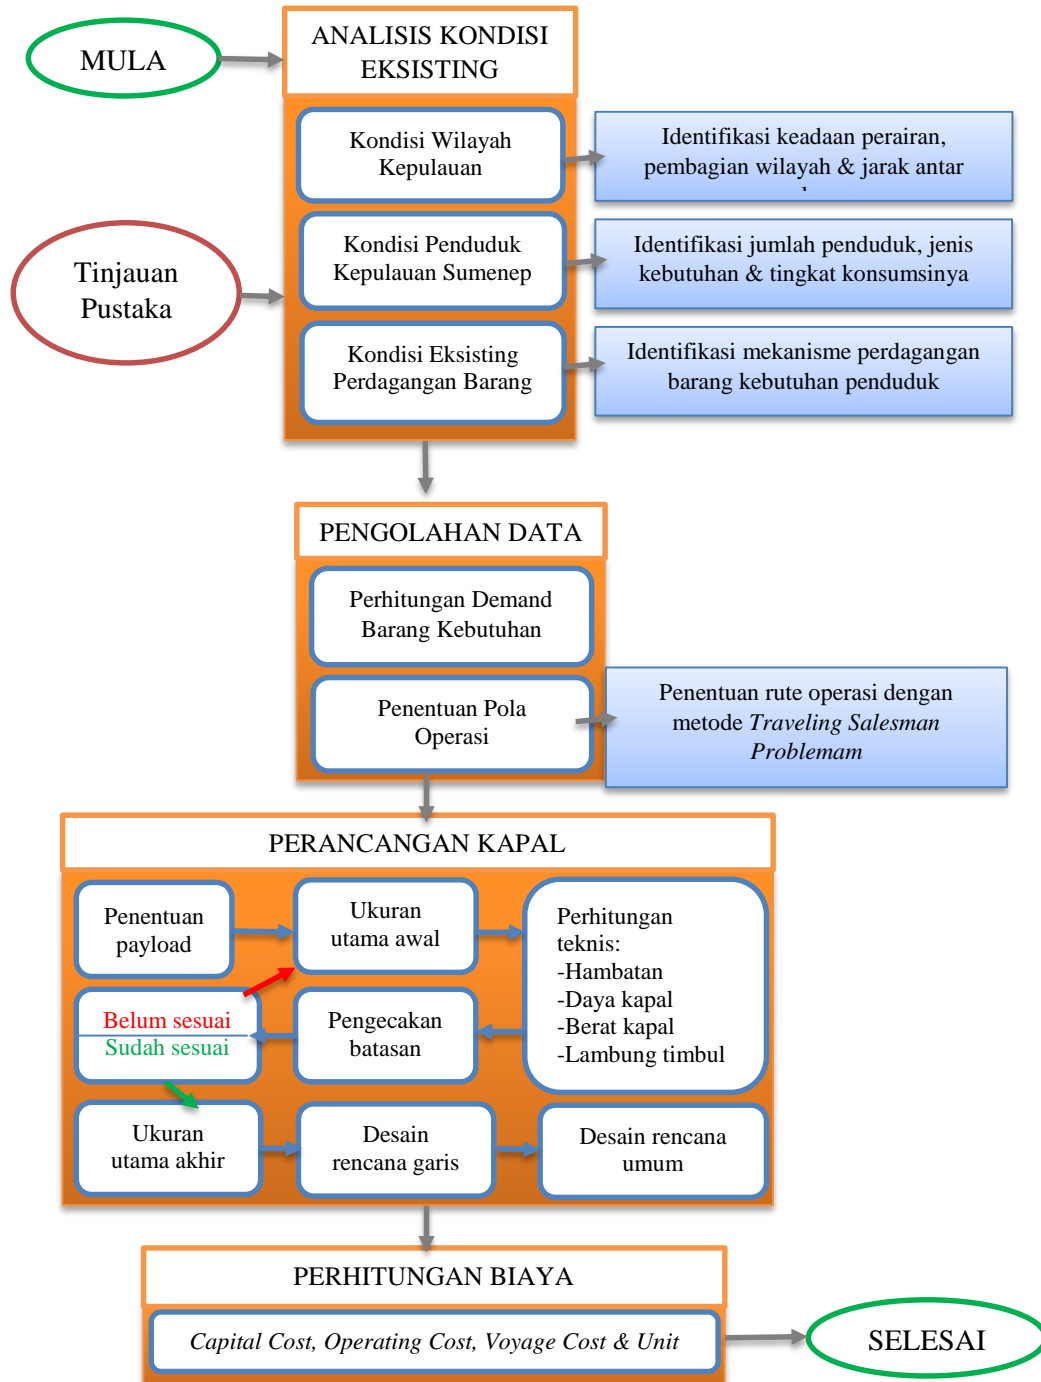 MULA
ANALISIS KONDISI
EKSISTING
Kondisi Wilayah
Kepulauan
Identifikasi keadaan perairan,
pembagian wilayah & jarak antar
Tinjauan
Pustaka
Kondisi Penduduk
Kepulauan Sumenep
Identifikasi jumlah penduduk, jenis
kebutuhan & tingkat konsumsinya
Kondisi Eksisting
Perdagangan Barang
Identifikasi mekanisme perdagangan
barang kebutuhan penduduk
PENGOLAHAN DATA
Perhitungan Demand
Barang Kebutuhan
Penentuan Pola
Operasi
Penentuan rute operasi dengan
metode Traveling Salesman
Problemam
PERANCANGAN KAPAL
Penentuan
payload
Ukuran
utama awal
Perhitungan
teknis:
-Hambatan
-Daya kapal
-Berat kapal
-Lambung timbul
Belum sesuai
Sudah sesuai
Pengecakan
batasan
Ukuran
utama akhir
Desain
rencana garis
Desain rencana
umum
PERHITUNGAN BIAYA
Capital Cost, Operating Cost, Voyage Cost & Unit
SELESAI